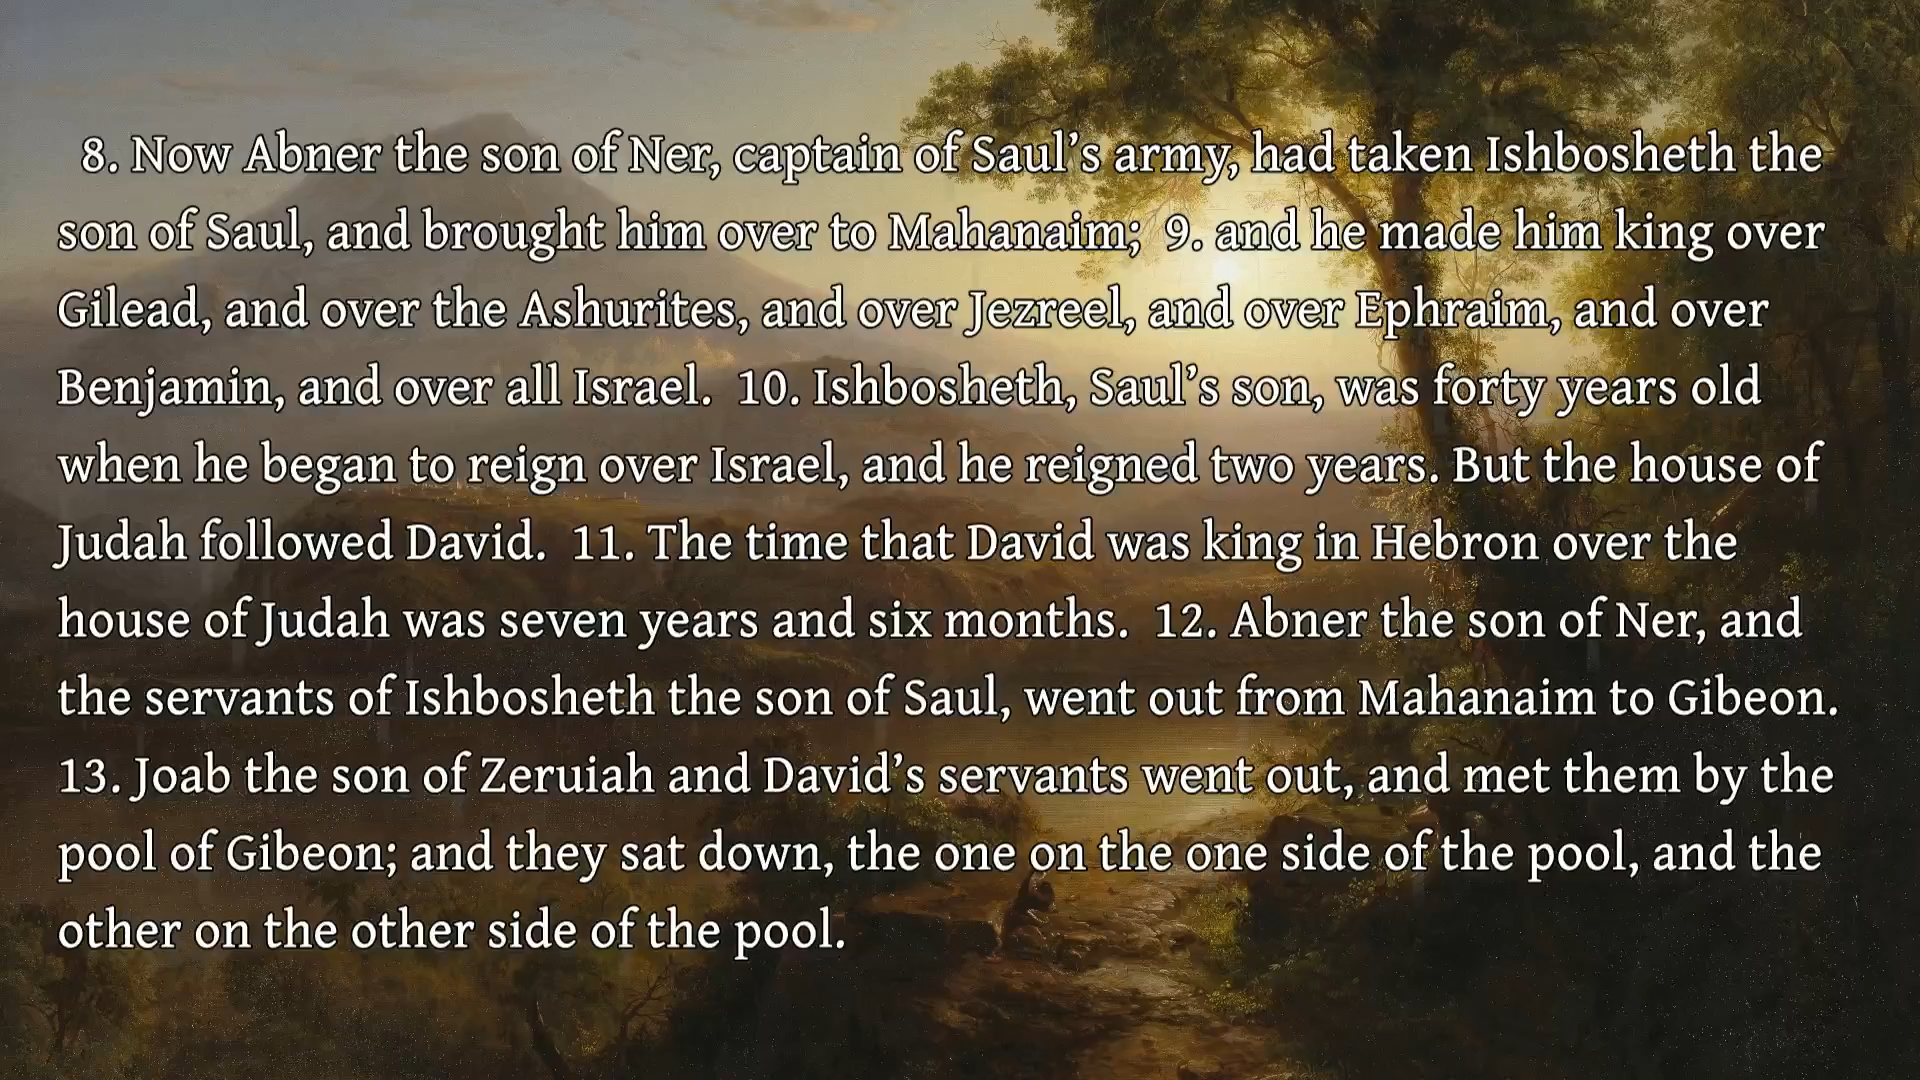 8. Now Abner the son of Ner, captain of Saul’s army, had taken Ishbosheth the
son of Saul, and brought him over to Mahanaim; 9. and he made him king over
Gilead, and over the Ashurites, and over Jezreel, and over Ephraim, and over
Benjamin, and over all Israel. 10. Ishbosheth, Saul’s son, was forty years old
when he began to reign over Israel, and he reigned two years. But the house of
Judah followed David. 11. The time that David was king in Hebron over the
house of Judah was seven years and six months. 12. Abner the son of Ner, and
the servants of Ishbosheth the son of Saul, went out from Mahanaim to Gibeon.
13. Joab the son of Zeruiah and David’s servants went out, and met them by the
pool of Gibeon; and they sat down, the one on the one side of the pool, and the
other on the other side of the pool.